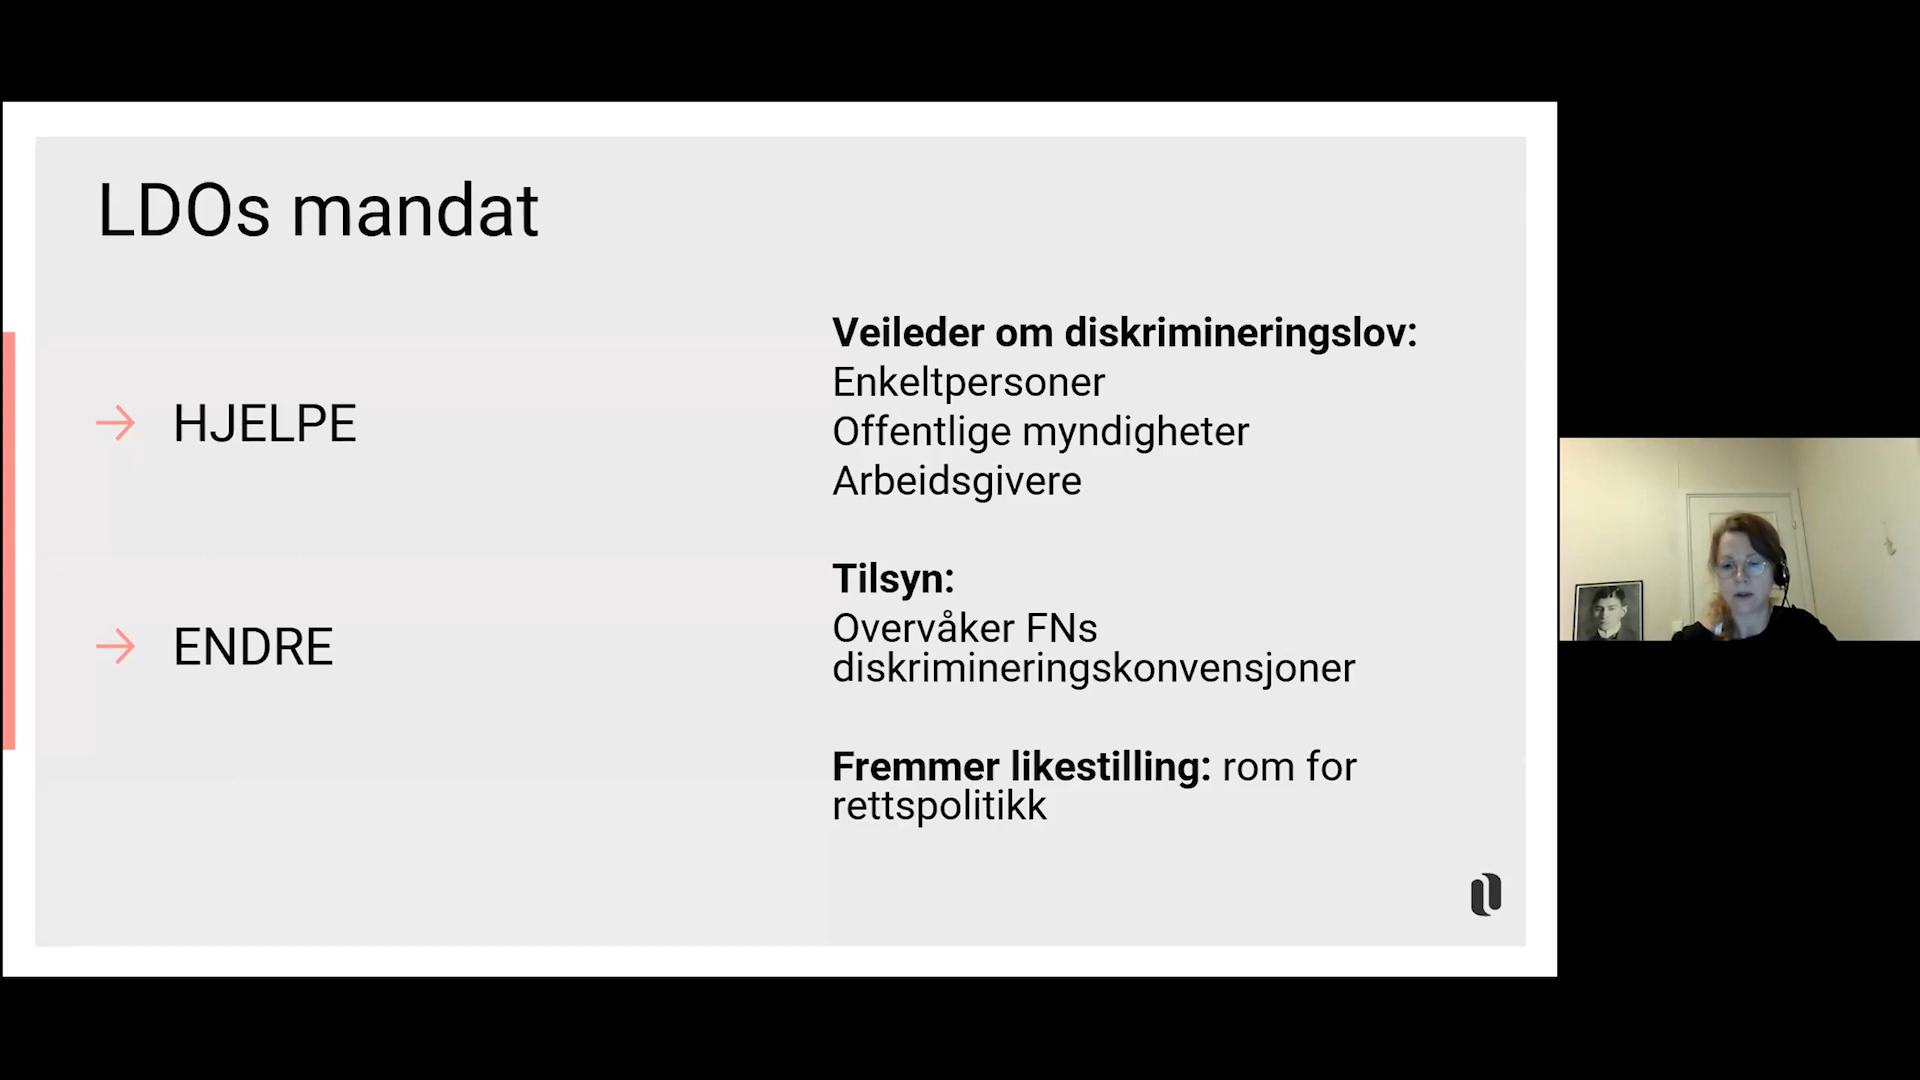 LDOs mandat
HJELPE
ENDRE
Veileder om diskrimineringslov:
Enkeltpersoner
Offentlige myndigheter
Arbeidsgivere
Tilsyn:
Overvåker FNs
diskrimineringskonvensjoner
Fremmer likestilling: rom for
rettspolitikk